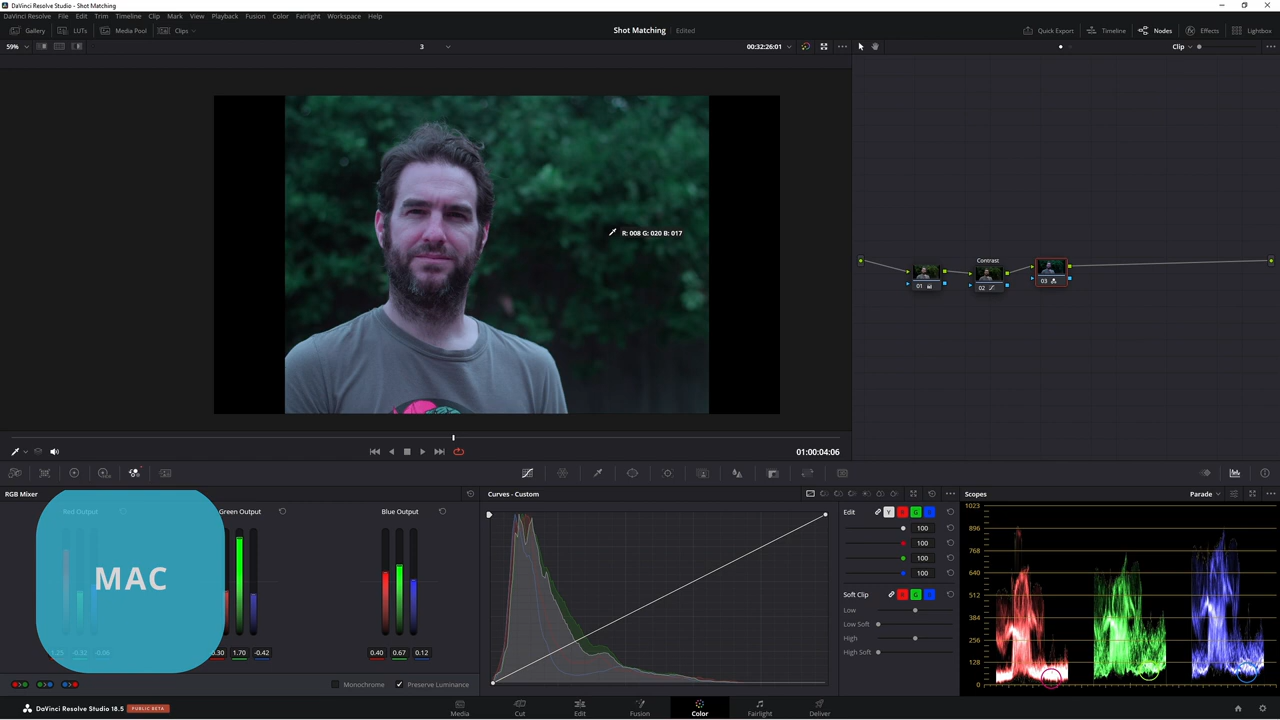 DaVinci Resolve Studio - Shot Matching
DaVinci Resolve File Edit Trim Timeline Clip Mark View Playback Fusion Color Fairlight Workspace Help
Gallery LUTs Media Pool Clips Shot Matching Edited Quick Export Timeline Nodes Effects Lightbox
59% 3 00:32:26:01 Clip
R: 008 G: 020 B: 017
Contrast
01 02 03
01:00:04:06
RGB Mixer Curves - Custom Scopes Parade
Red Output Green Output Blue Output
MAC
-0.32 -0.06 1.70 -0.42 0.40 0.67 0.12
Monochrome Preserve Luminance
Edit Y R G B
100
100
100
100
Soft Clip R G B
Low
Low Soft
High
High Soft
1023
896
768
640
512
384
256
128
0
DaVinci Resolve Studio 18.5 PUBLIC BETA
Media Cut Edit Fusion Color Fairlight Deliver